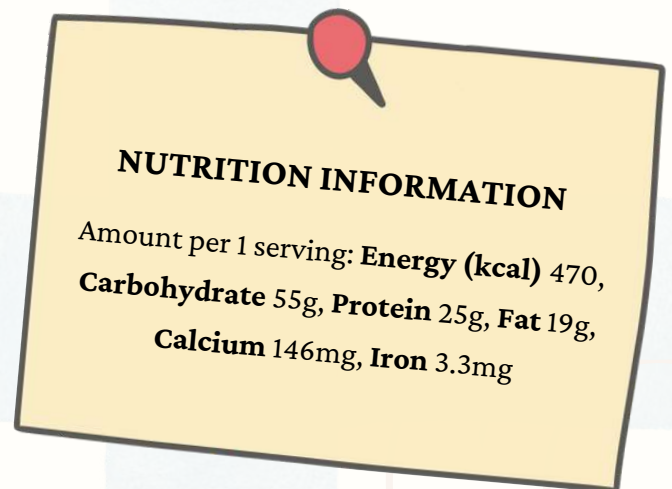 NUTRITION INFORMATION
Amount per 1 serving: Energy (kcal) 470,
Carbohydrate 55g, Protein 25g, Fat 19g,
Calcium 146mg, Iron 3.3mg